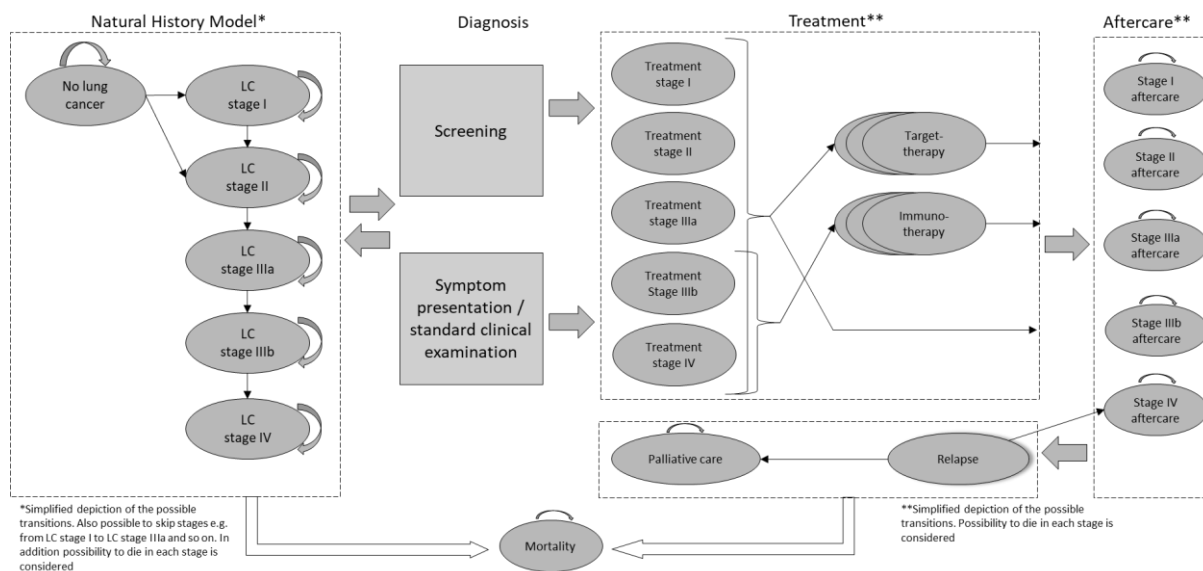 Natural History Model*
Diagnosis
Treatment**
Aftercare**
No lung
cancer
LC
stage I
LC
stage II
LC
stage IIIa
LC
stage IIIb
LC
stage IV
Screening
Symptom
presentation /
standard clinical
examination
Treatment
stage I
Treatment
stage II
Treatment
stage IIIa
Treatment
Stage IIIb
Treatment
stage IV
Target-
therapy
Immuno-
therapy
Stage I
aftercare
Stage II
aftercare
Stage IIIa
aftercare
Stage IIIb
aftercare
Stage IV
aftercare
Palliative care
Relapse
*Simplified depiction of the possible
transitions. Also possible to skip stages e.g.
from LC stage I to LC stage IIIa and so on. In
addition possibility to die in each stage is
considered
Mortality
**Simplified depiction of the possible
transitions. Possibility to die in each stage is
considered